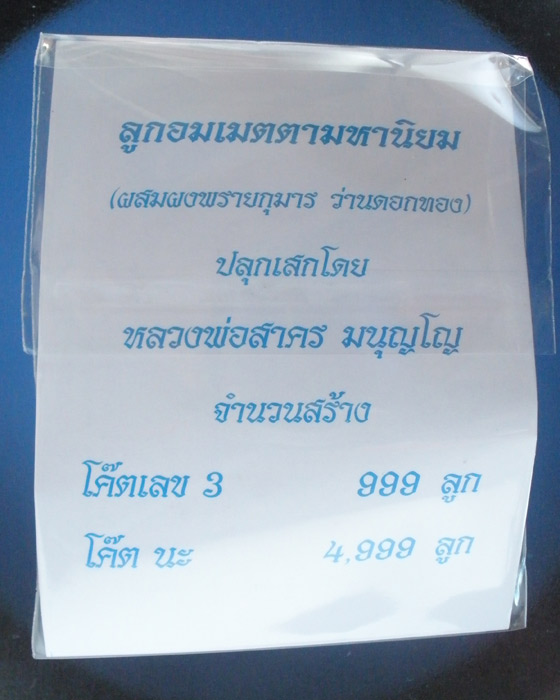 ลูกอมเมตตามหานิยม
(ผสมผงพรายกุมาร ว่านดอกทอง)
ปลุกเสกโดย
หลวงพ่อสาคร มนุญโญ
จำนวนสร้าง
โค๊ตเลข 3 999 ลูก
โค๊ต นะ 4,999 ลูก